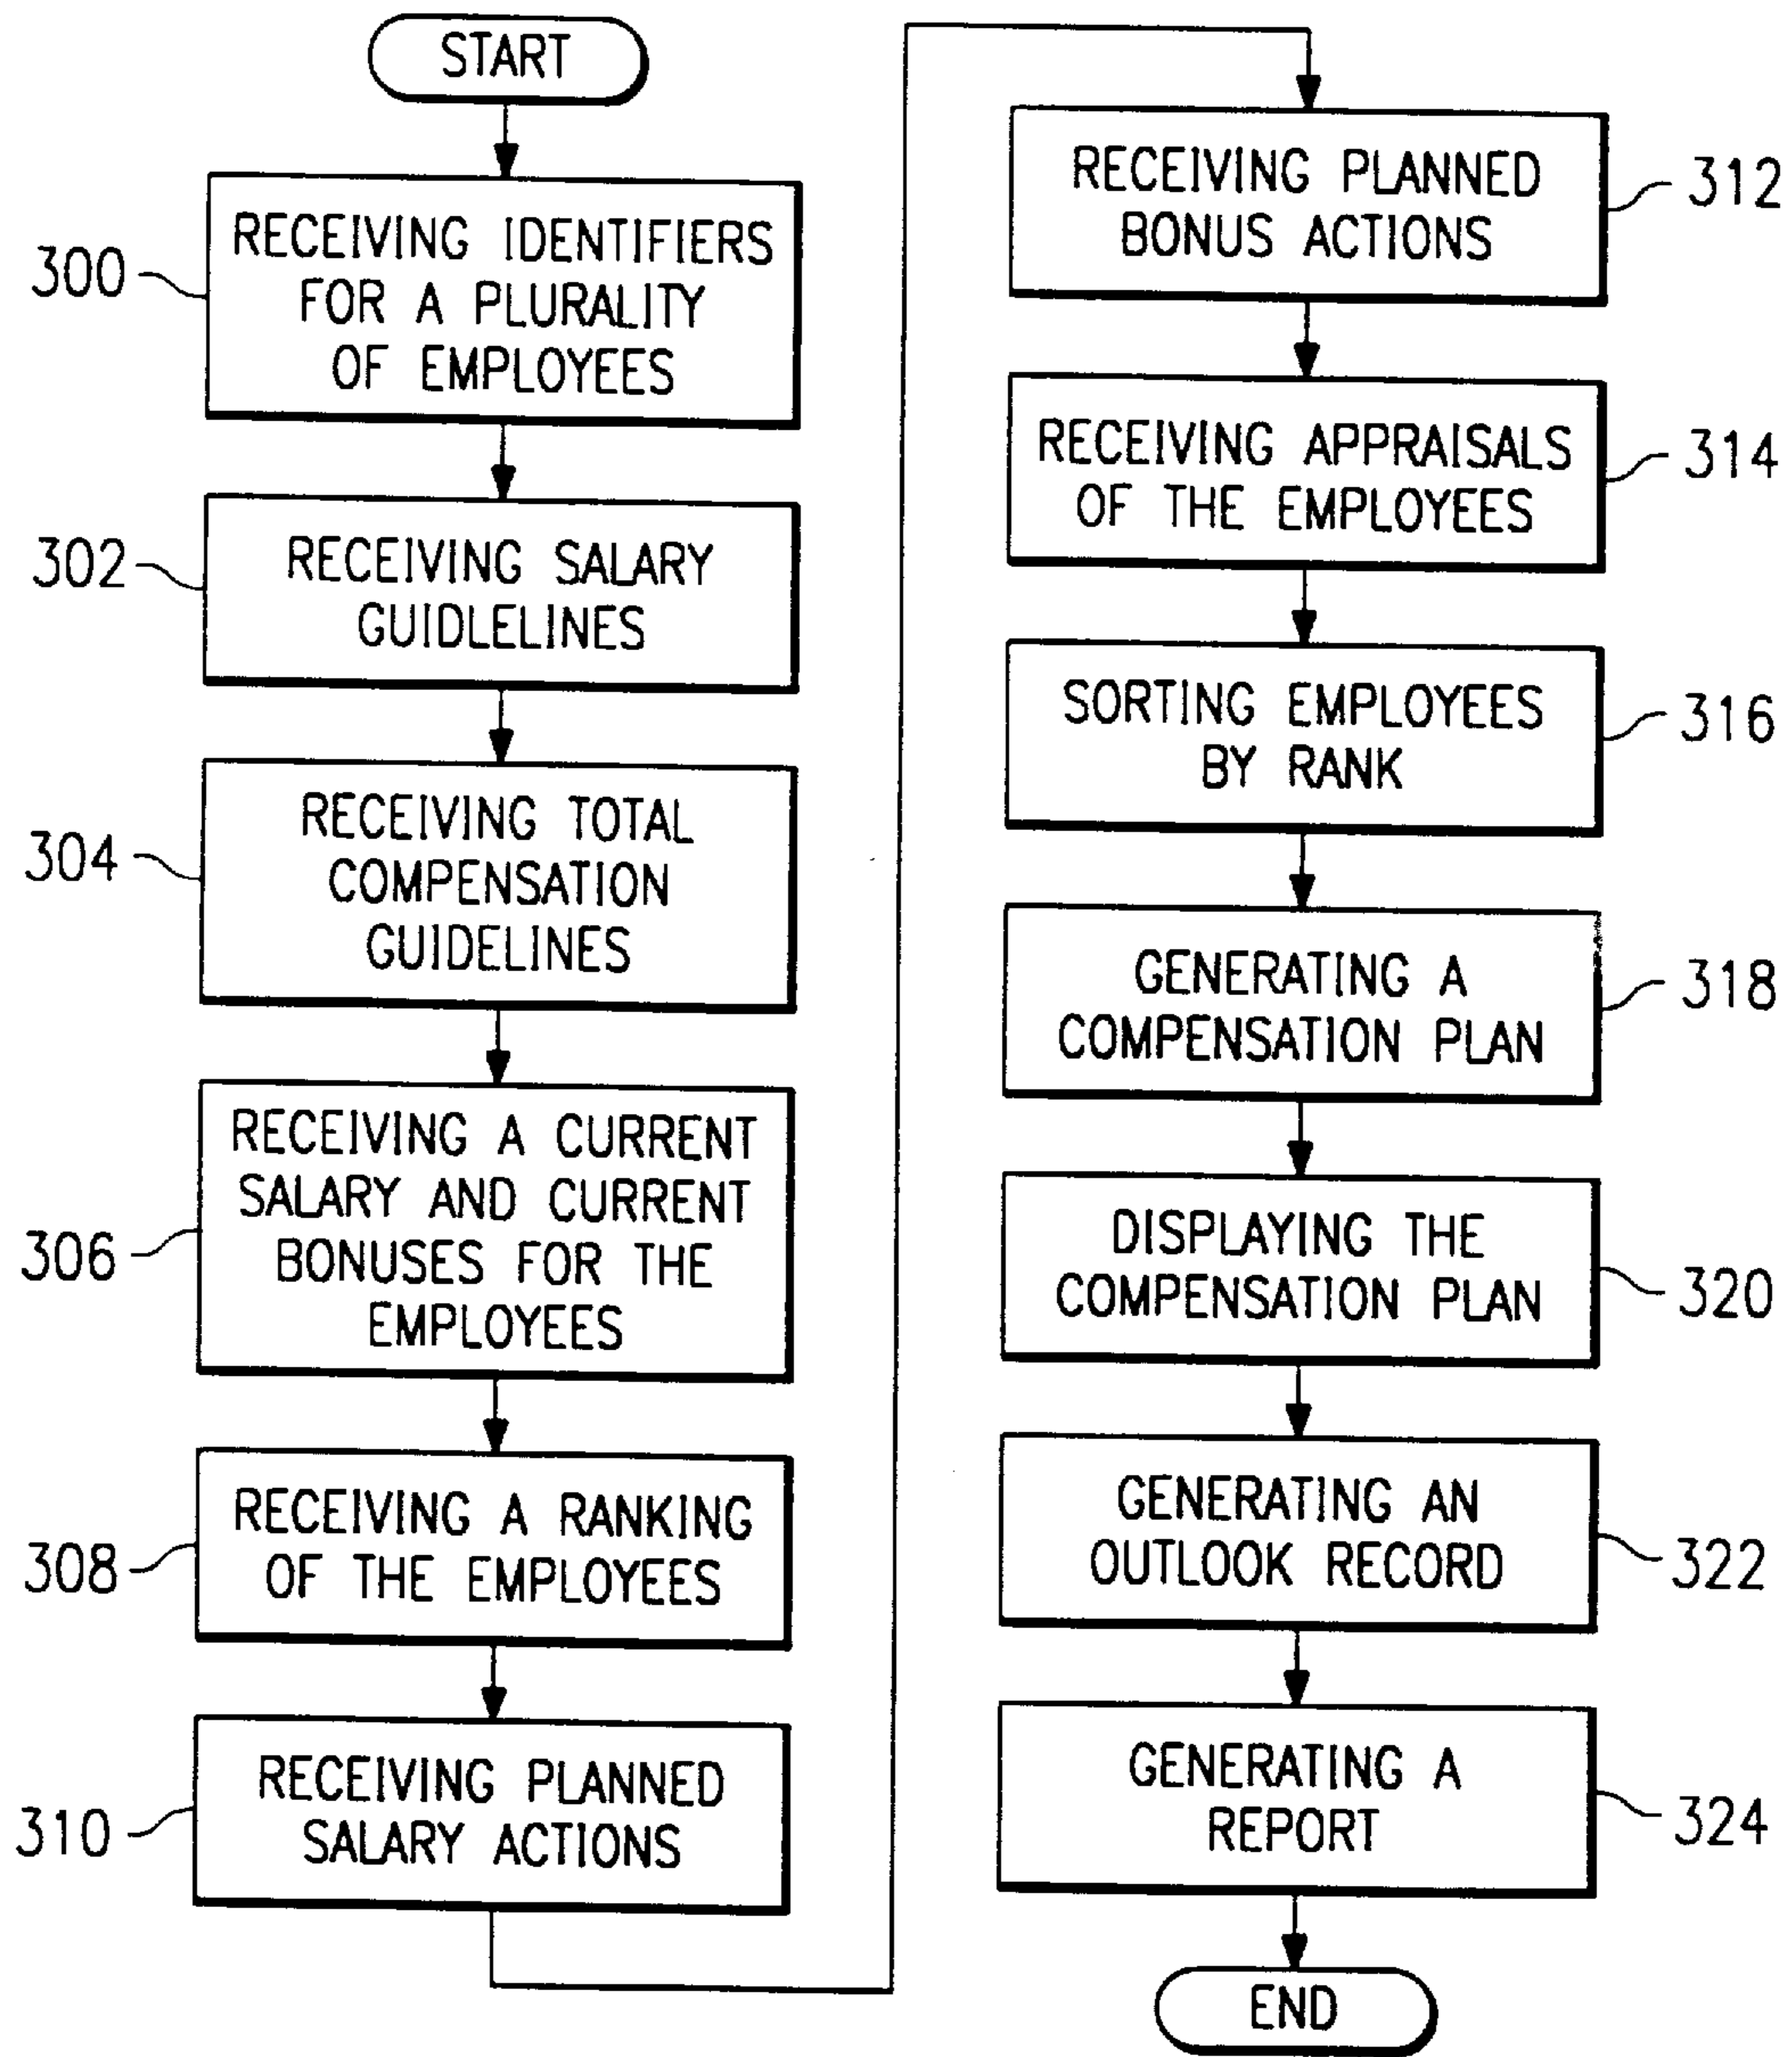 START
300
RECEIVING IDENTIFIERS
FOR A PLURALITY
OF EMPLOYEES
302
RECEIVING SALARY
GUIDLELINES
304
RECEIVING TOTAL
COMPENSATION
GUIDELINES
306
RECEIVING A CURRENT
SALARY AND CURRENT
BONUSES FOR THE
EMPLOYEES
308
RECEIVING A RANKING
OF THE EMPLOYEES
310
RECEIVING PLANNED
SALARY ACTIONS
RECEIVING PLANNED
BONUS ACTIONS
312
RECEIVING APPRAISALS
OF THE EMPLOYEES
314
SORTING EMPLOYEES
BY RANK
316
GENERATING A
COMPENSATION PLAN
318
DISPLAYING THE
COMPENSATION PLAN
320
GENERATING AN
OUTLOOK RECORD
322
GENERATING A
REPORT
324
END